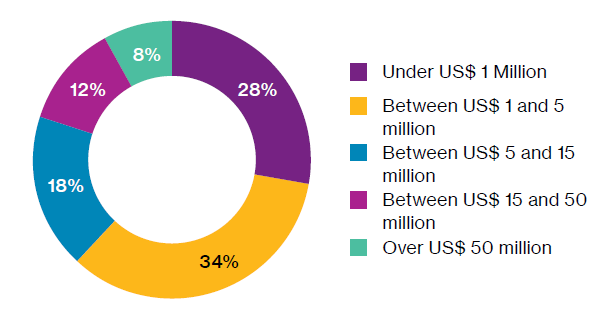 8%
28%
12%
18%
34%
Under US$ 1 Million
Between US$ 1 and 5
million
Between US$ 5 and 15
million
Between US$ 15 and 50
million
Over US$ 50 million